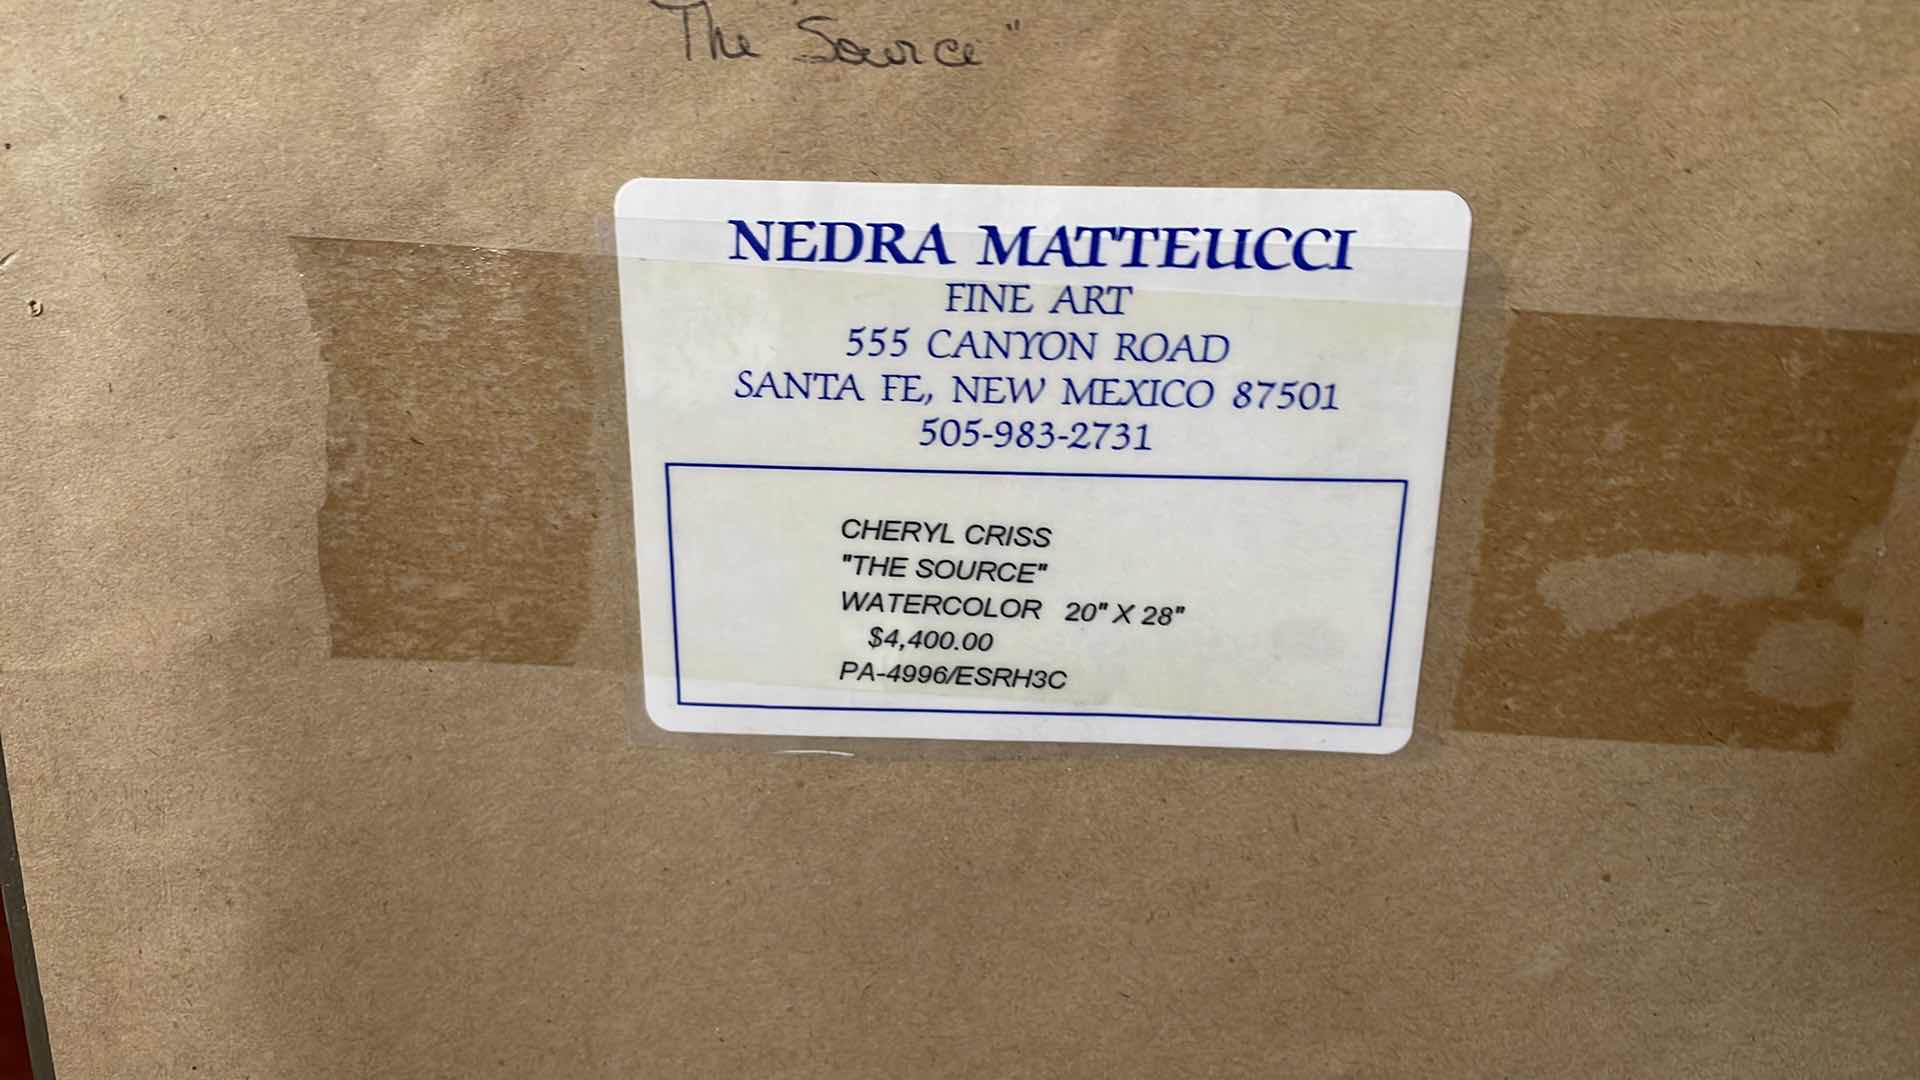 The Source"
NEDRA MATTEUCCI
FINE ART
555 CANYON ROAD
SANTA FE, NEW MEXICO 87501
505-983-2731
CHERYL CRISS
"THE SOURCE"
WATERCOLOR 20" X 28"
$4,400.00
PA-4996/ESRH3C